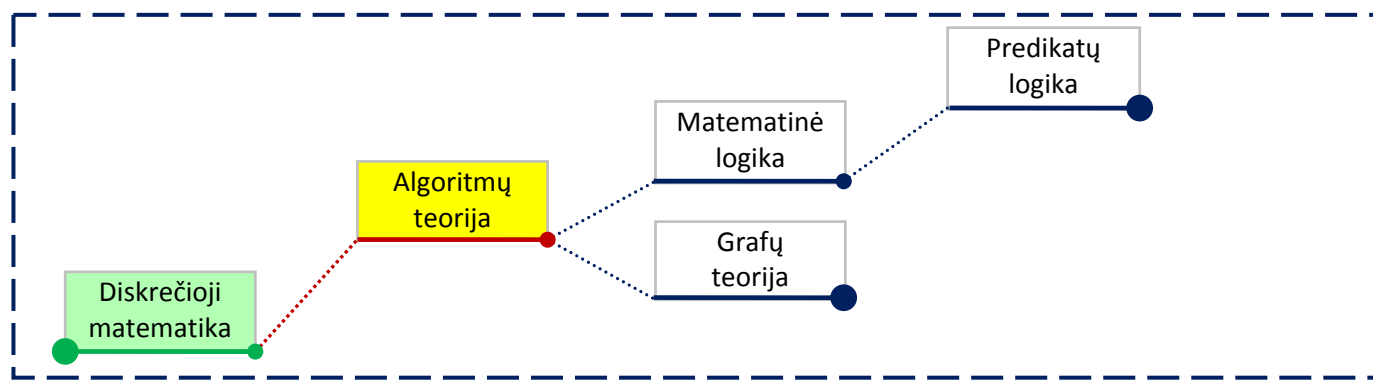 Diskrečioji
matematika
Algoritmų
teorija
Matematinė
logika
Grafų
teorija
Predikatų
logika